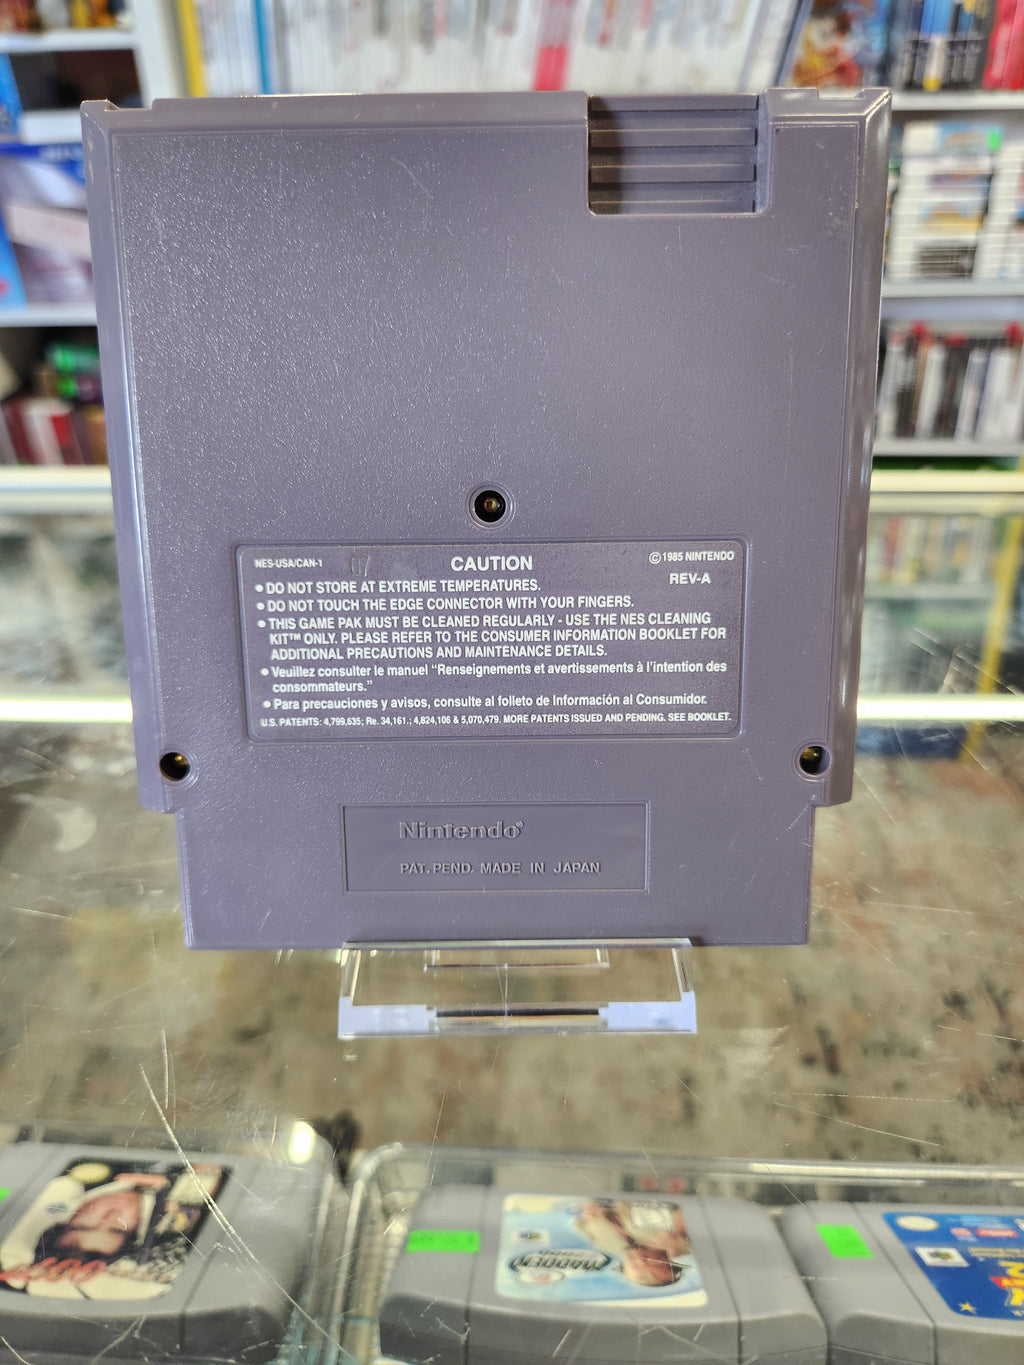 NES-USA/CAN-1
CAUTION
© 1985 NINTENDO
REV-A
• DO NOT STORE AT EXTREME TEMPERATURES.
• DO NOT TOUCH THE EDGE CONNECTOR WITH YOUR FINGERS.
• THIS GAME PAK MUST BE CLEANED REGULARLY - USE THE NES CLEANING
KIT™ ONLY. PLEASE REFER TO THE CONSUMER INFORMATION BOOKLET FOR
ADDITIONAL PRECAUTIONS AND MAINTENANCE DETAILS.
• Veuillez consulter le manuel "Renseignements et avertissements à l'intention des
consommateurs."
• Para precauciones y avisos, consulte al folleto de Información al Consumidor.
U.S. PATENTS: 4,799,635; Re. 34,161.; 4,824,106 & 5,070,479. MORE PATENTS ISSUED AND PENDING. SEE BOOKLET.
Nintendo®
PAT. PEND. MADE IN JAPAN
007
MADDEN
2